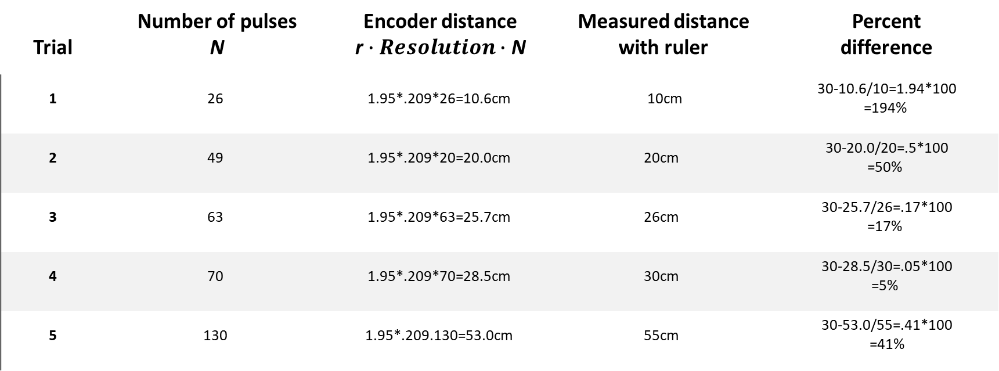 Trial
Number of pulses
N
Encoder distance
r · Resolution · N
Measured distance
with ruler
Percent
difference
1
26
1.95*.209*26=10.6cm
10cm
30-10.6/10=1.94*100
=194%
2
49
1.95*.209*20=20.0cm
20cm
30-20.0/20=.5*100
=50%
3
63
1.95*.209*63=25.7cm
26cm
30-25.7/26=.17*100
=17%
4
70
1.95*.209*70=28.5cm
30cm
30-28.5/30=.05*100
=5%
5
130
1.95*.209.130=53.0cm
55cm
30-53.0/55=.41*100
=41%